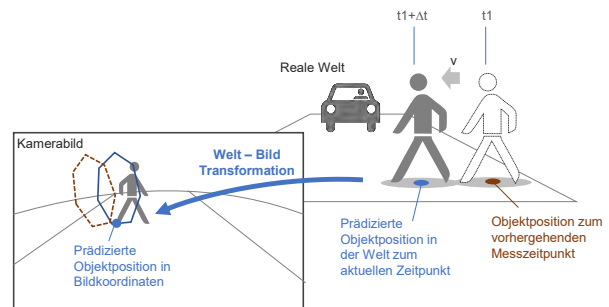 t1+Δt
t1
v
Reale Welt
Kamerabild
Welt – Bild
Transformation
Prädizierte
Objektposition in
der Welt zum
aktuellen Zeitpunkt
Objektposition zum
vorhergehenden
Messzeitpunkt
Prädizierte
Objektposition in
Bildkoordinaten